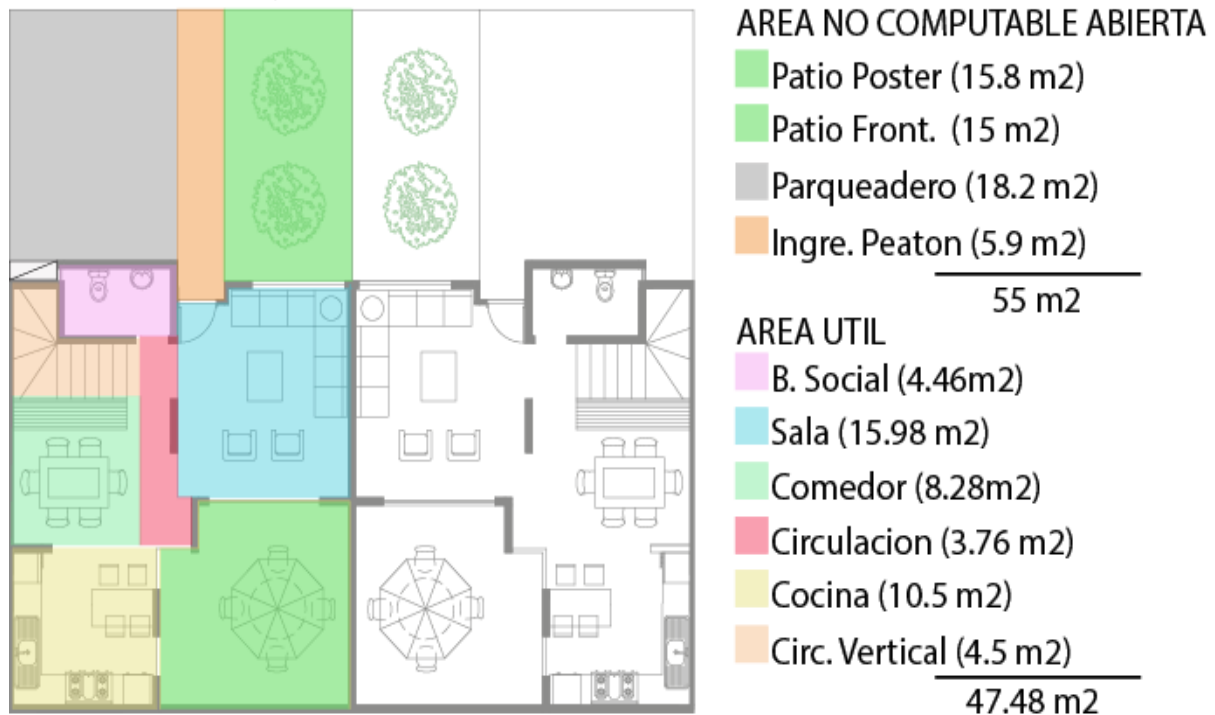 AREA NO COMPUTABLE ABIERTA
Patio Poster (15.8 m2)
Patio Front. (15 m2)
Parqueadero (18.2 m2)
Ingre. Peaton (5.9 m2)
55 m2
AREA UTIL
B. Social (4.46m2)
Sala (15.98 m2)
Comedor (8.28m2)
Circulacion (3.76 m2)
Cocina (10.5 m2)
Circ. Vertical (4.5 m2)
47.48 m2